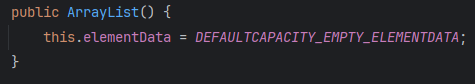 public ArrayList() {
    this.elementData = DEFAULTCAPACITY_EMPTY_ELEMENTDATA;
}